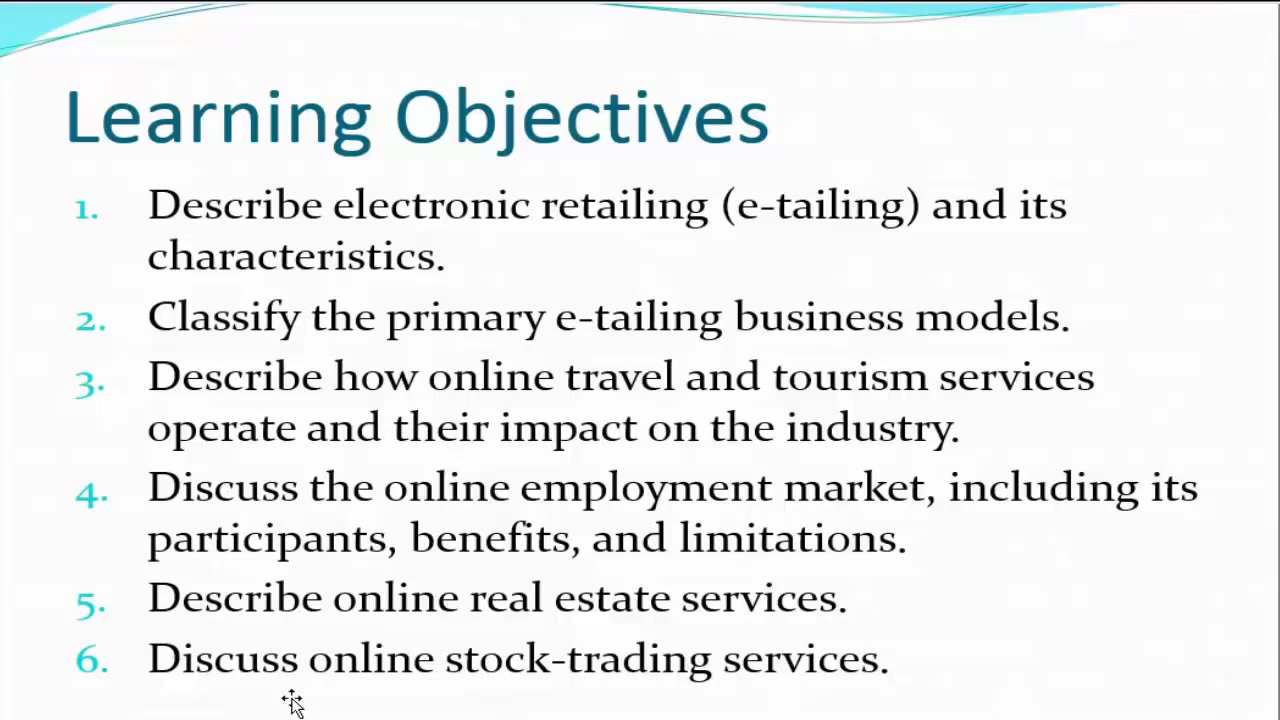 Learning Objectives
1. Describe electronic retailing (e-tailing) and its
characteristics.
2. Classify the primary e-tailing business models.
3. Describe how online travel and tourism services
operate and their impact on the industry.
4. Discuss the online employment market, including its
participants, benefits, and limitations.
5. Describe online real estate services.
6. Discuss online stock-trading services.